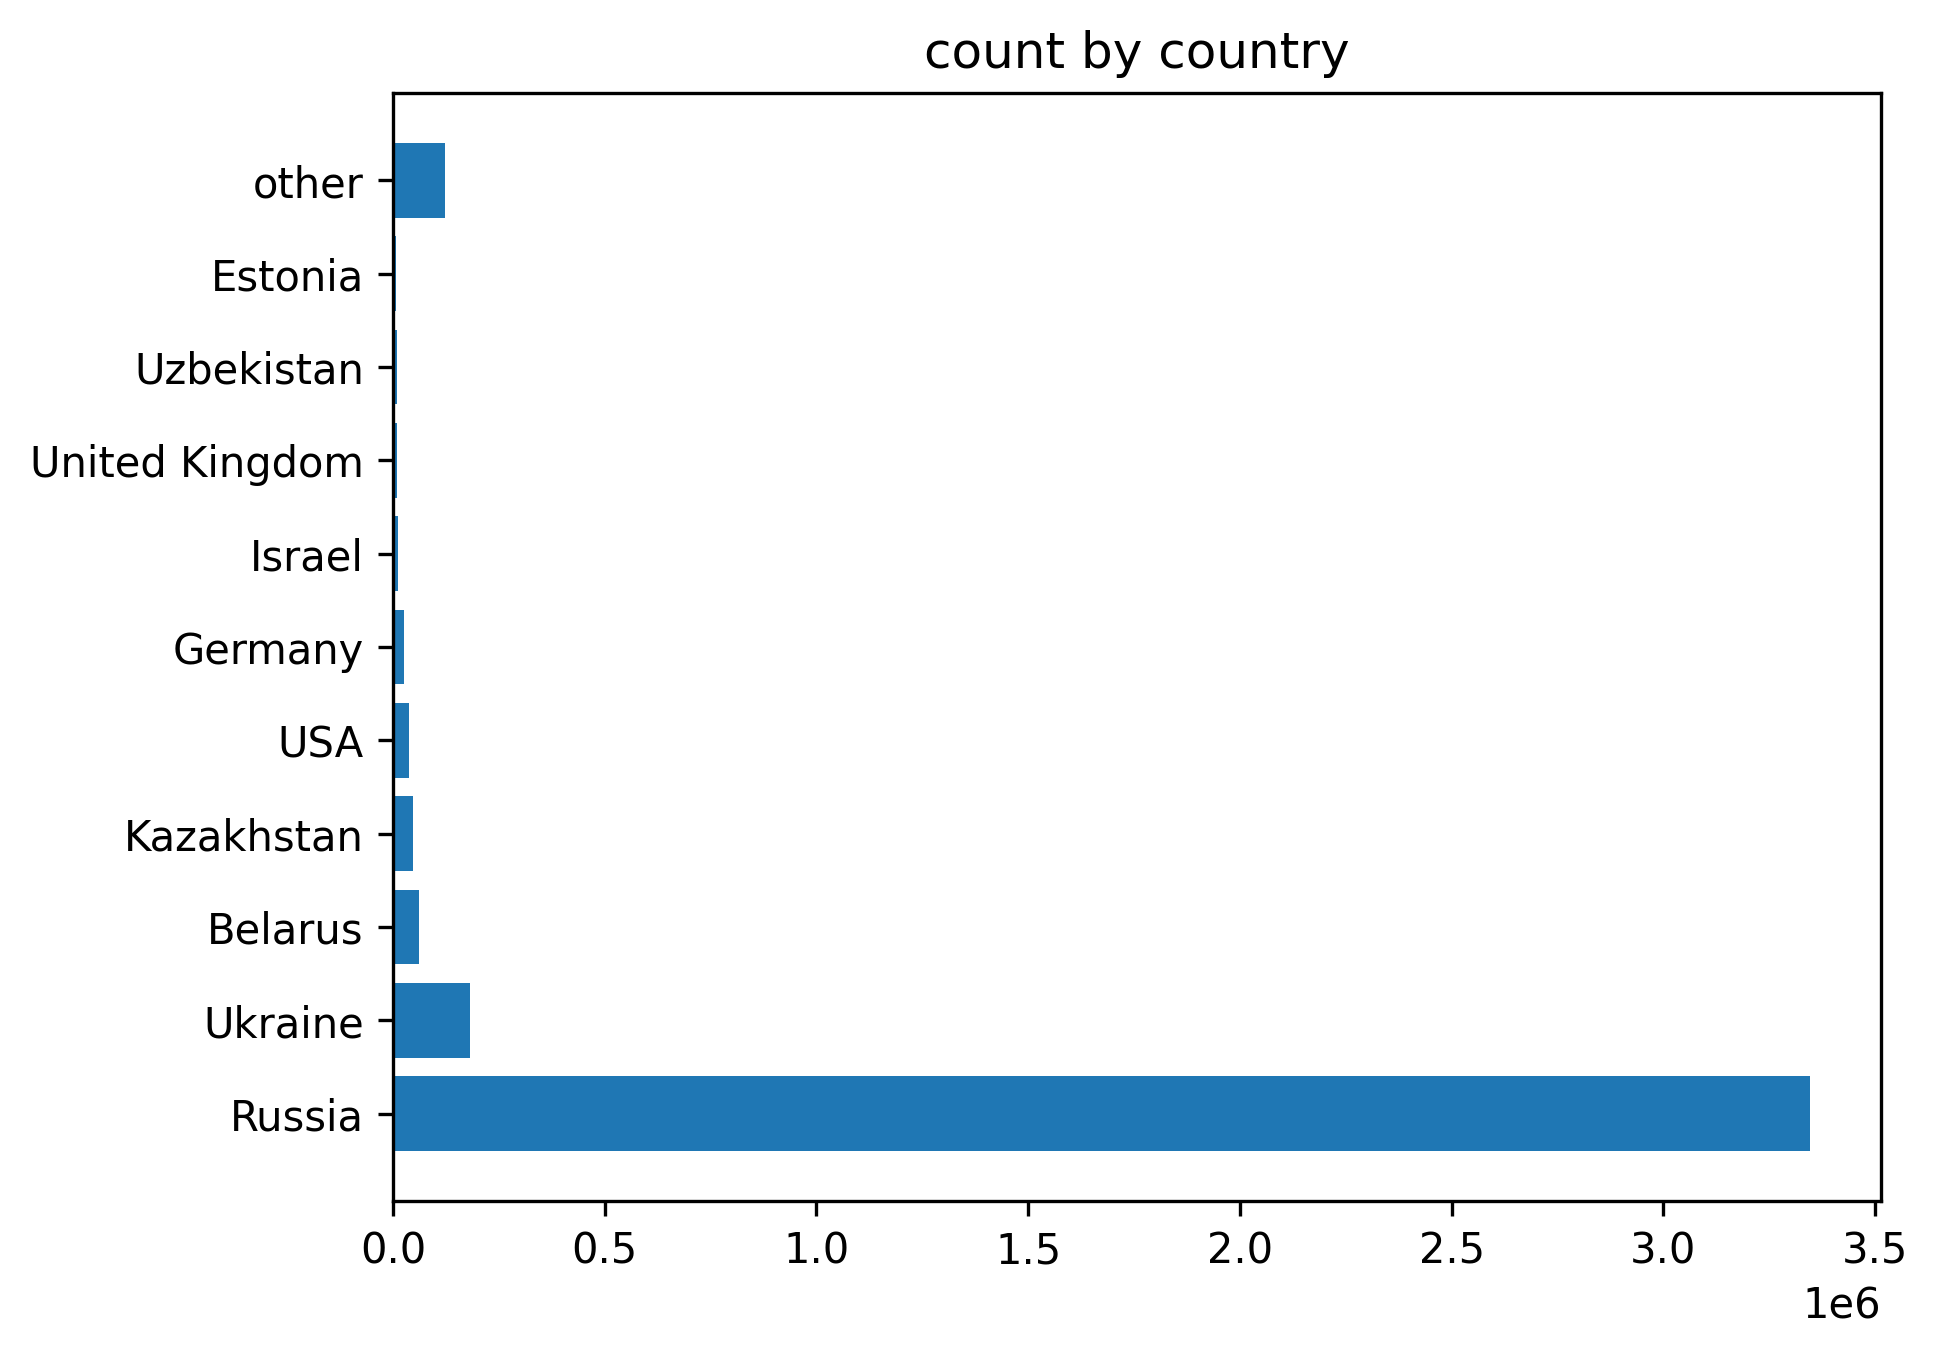 count by country
other
Estonia
Uzbekistan
United Kingdom
Israel
Germany
USA
Kazakhstan
Belarus
Ukraine
Russia
0.0 0.5 1.0 1.5 2.0 2.5 3.0 3.5
1e6